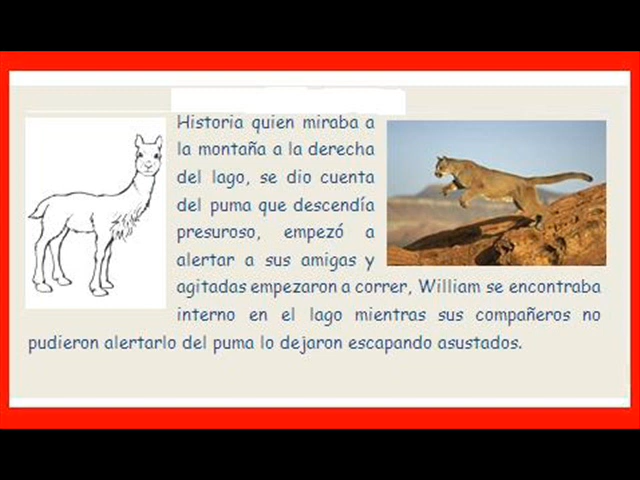 Historia quien miraba a
la montaña a la derecha
del lago, se dio cuenta
del puma que descendía
presuroso, empezó a
alertar a sus amigas y
agitadas empezaron a correr, William se encontraba
interno en el lago mientras sus compañeros no
pudieron alertarlo del puma lo dejaron escapando asustados.